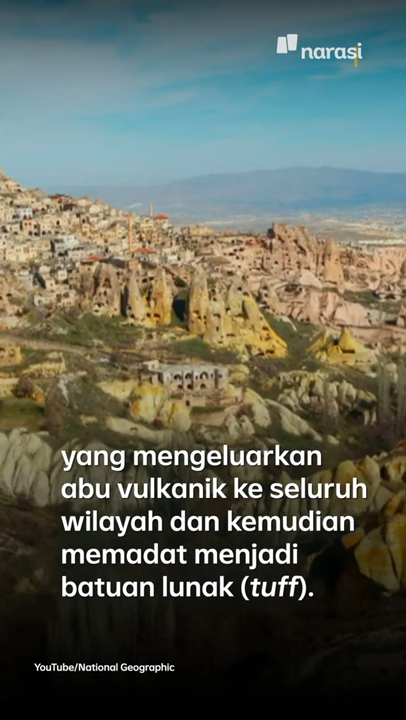 narasi
yang mengeluarkan
abu vulkanik ke seluruh
wilayah dan kemudian
memadat menjadi
batuan lunak (tuff).
YouTube/National Geographic